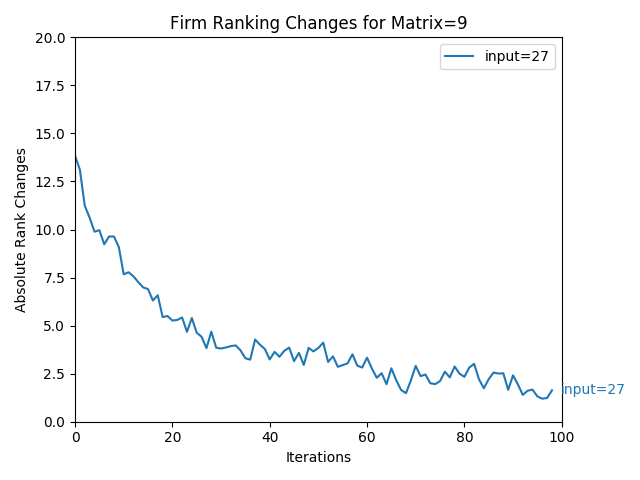 Firm Ranking Changes for Matrix=9
20.0
17.5
15.0
12.5
10.0
7.5
5.0
2.5
0.0
Absolute Rank Changes
input=27
input=27
0 20 40 60 80 100
Iterations